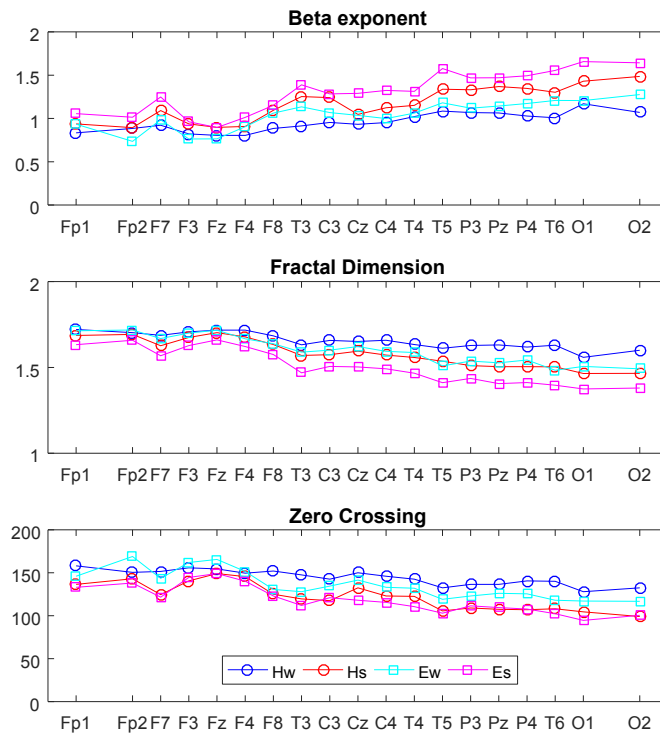 Beta exponent
2
1.5
1
0.5
0
Fp1 Fp2 F7 F3 Fz F4 F8 T3 C3 Cz C4 T4 T5 P3 Pz P4 T6 O1 O2
Fractal Dimension
2
1.5
1
Fp1 Fp2 F7 F3 Fz F4 F8 T3 C3 Cz C4 T4 T5 P3 Pz P4 T6 O1 O2
Zero Crossing
200
150
100
50
Hw Hs Ew Es
0
Fp1 Fp2 F7 F3 Fz F4 F8 T3 C3 Cz C4 T4 T5 P3 Pz P4 T6 O1 O2